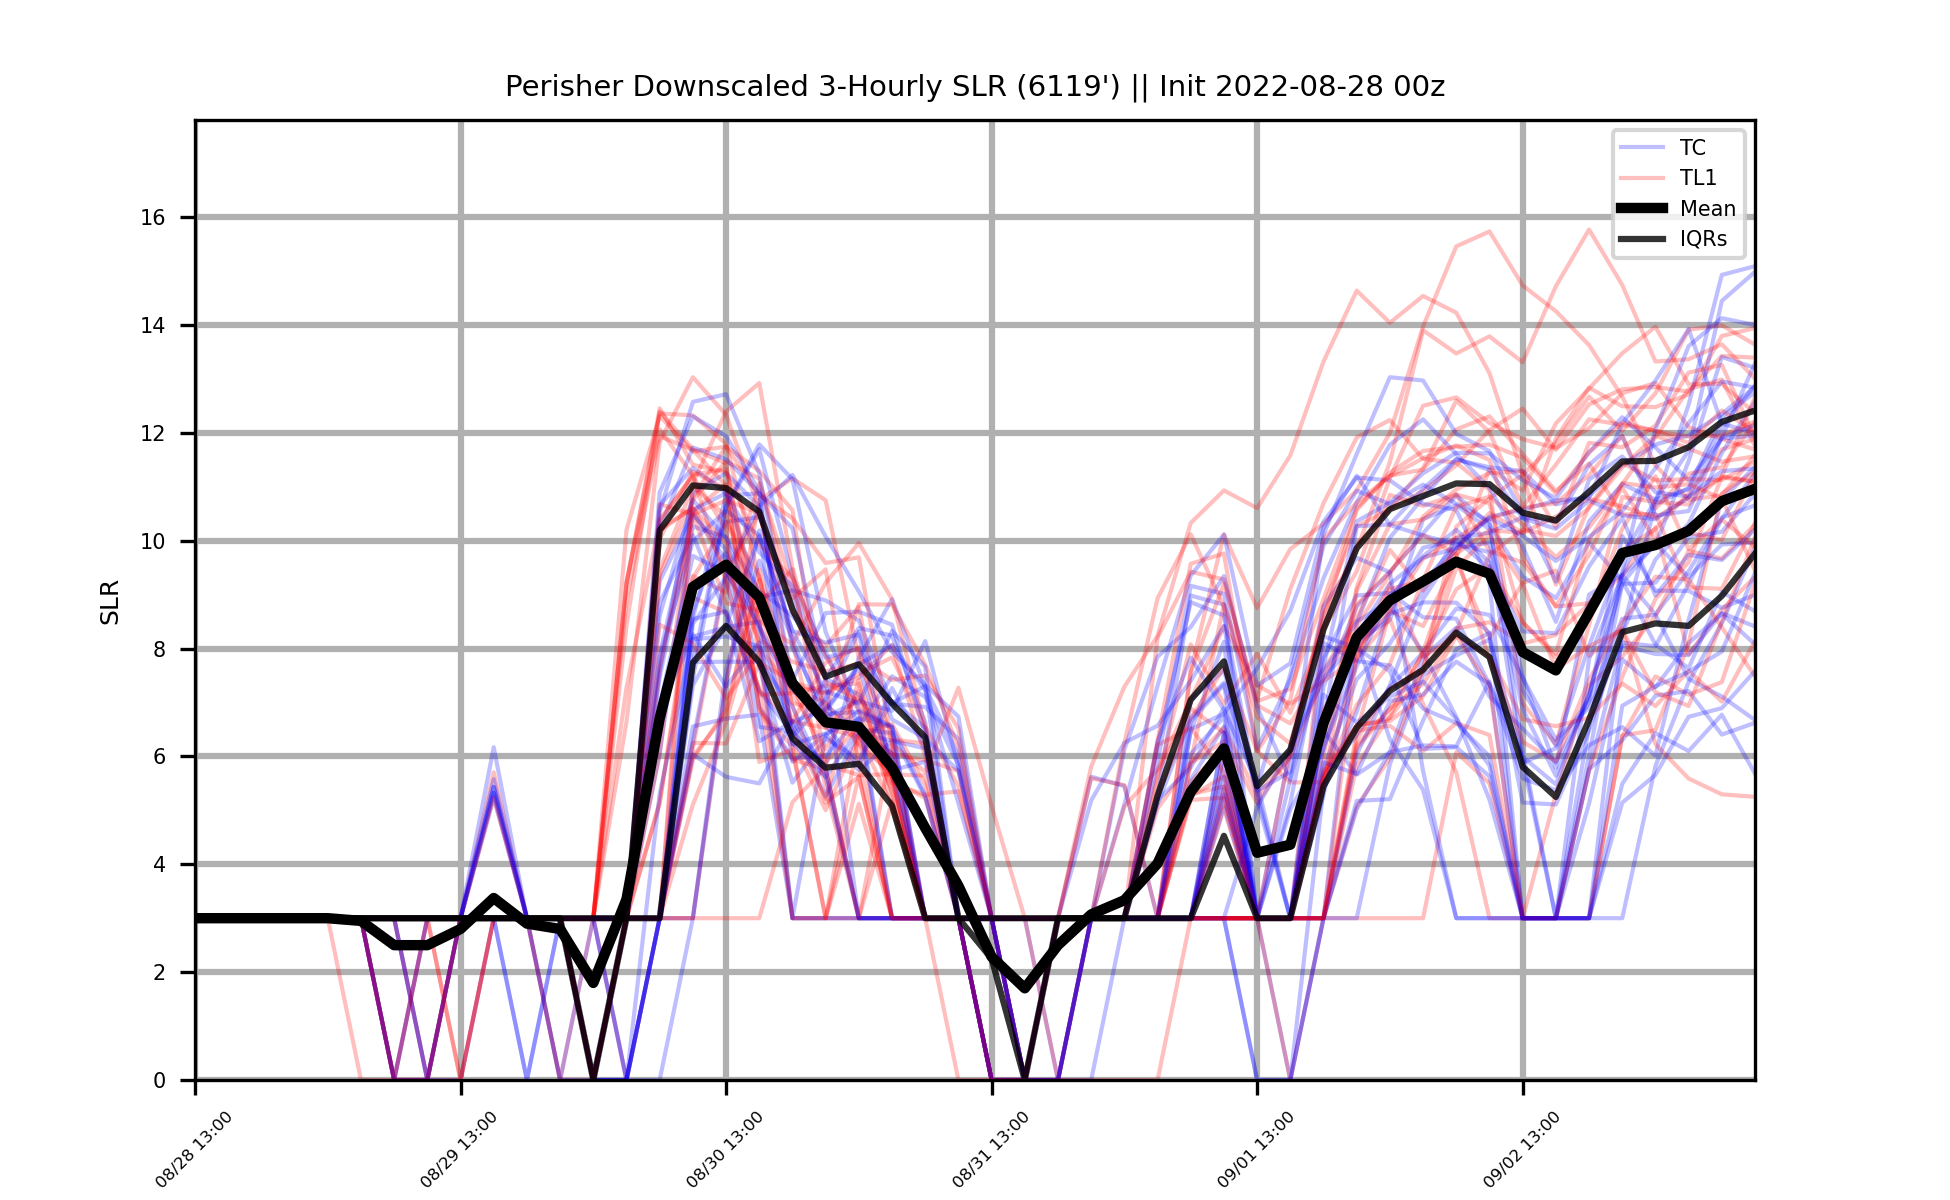 Perisher Downscaled 3-Hourly SLR (6119') || Init 2022-08-28 00z
TC
TL1
Mean
IQRs
SLR
16
14
12
10
8
6
4
2
0
08/28 13:00
08/29 13:00
08/30 13:00
08/31 13:00
09/01 13:00
09/02 13:00